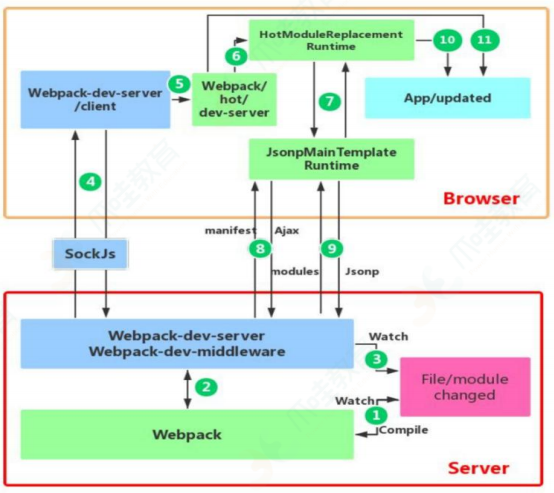 HotModuleReplacement
Runtime
10
11
6
5
Webpack-dev-server
/client
Webpack/
hot/
dev-server
App/updated
7
JsonpMainTemplate
Runtime
4
Browser
manifest
Ajax
SockJs
8
9
modules
Jsonp
Webpack-dev-server
Webpack-dev-middleware
Watch
3
File/module
changed
2
Watch
1
Compile
Webpack
Server